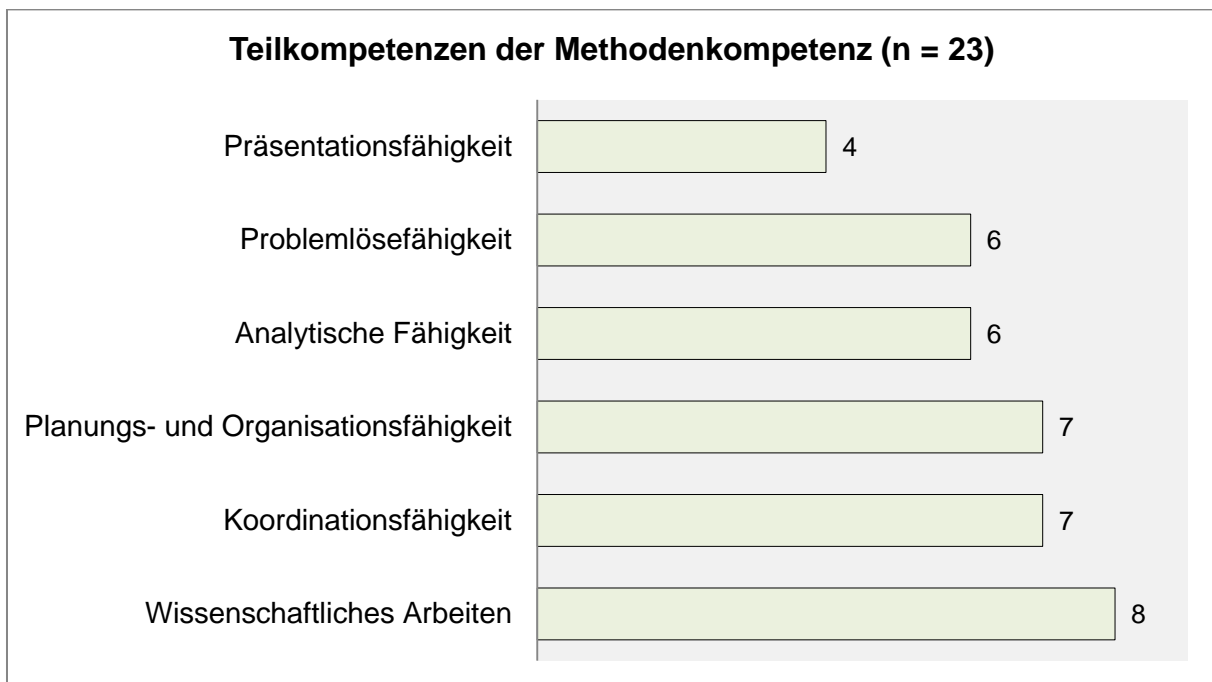 Teilkompetenzen der Methodenkompetenz (n = 23)
Präsentationsfähigkeit 4
Problemlösefähigkeit 6
Analytische Fähigkeit 6
Planungs- und Organisationsfähigkeit 7
Koordinationsfähigkeit 7
Wissenschaftliches Arbeiten 8